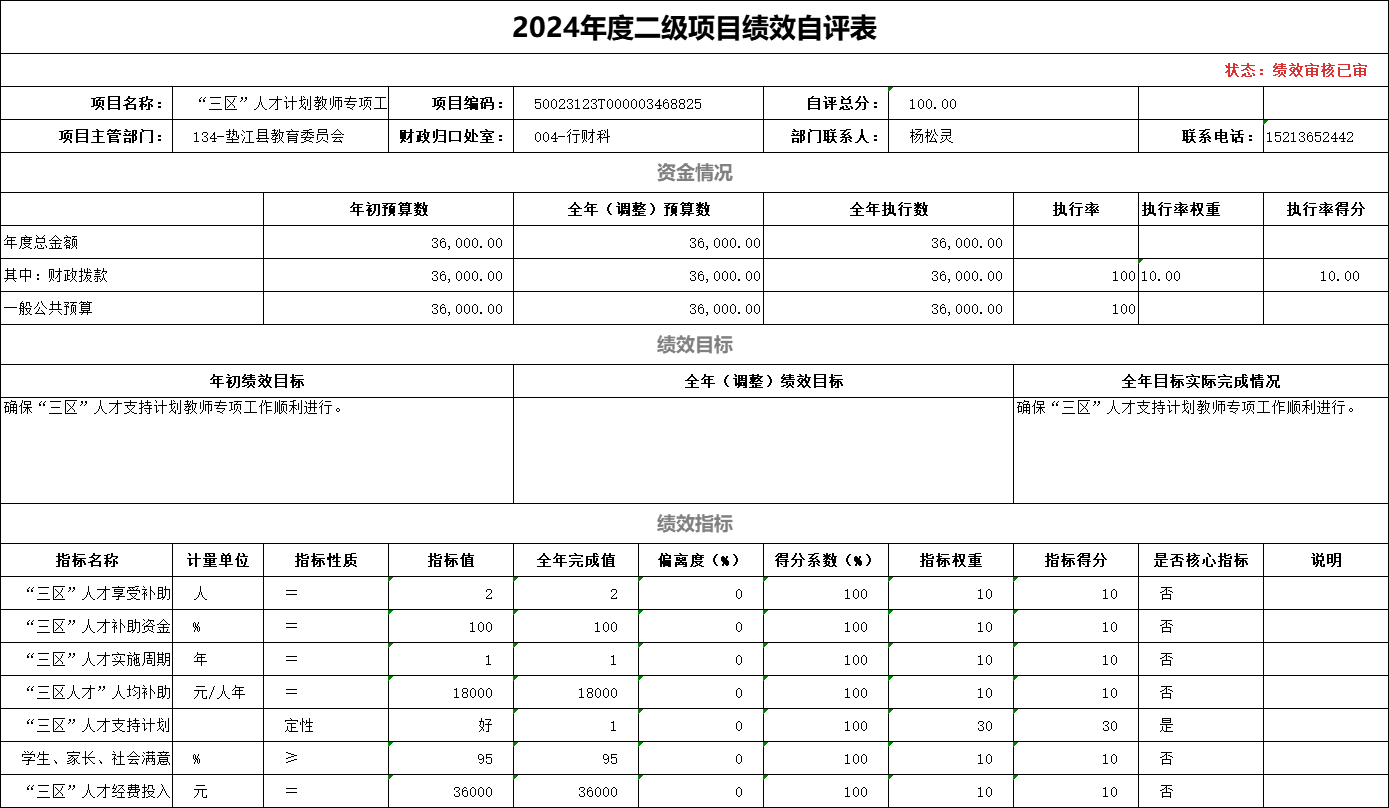 2024年度二级项目绩效自评表
状态：绩效审核已审
项目名称： “三区”人才计划教师专项工 项目编码： 50023123T000003468825 自评总分： 100.00
项目主管部门： 134-垫江县教育委员会 财政归口处室： 004-行财科 部门联系人： 杨松灵 联系电话： 15213652442
资金情况
年初预算数 全年（调整）预算数 全年执行数 执行率 执行率权重 执行率得分
年度总金额 36,000.00 36,000.00 36,000.00
其中：财政拨款 36,000.00 36,000.00 36,000.00 100 10.00 10.00
一般公共预算 36,000.00 36,000.00 36,000.00 100
绩效目标
年初绩效目标 全年（调整）绩效目标 全年目标实际完成情况
确保“三区”人才支持计划教师专项工作顺利进行。 确保“三区”人才支持计划教师专项工作顺利进行。
绩效指标
指标名称 计量单位 指标性质 指标值 全年完成值 偏离度（%） 得分系数（%） 指标权重 指标得分 是否核心指标 说明
“三区”人才享受补助 人 ＝ 2 2 0 100 10 10 否
“三区”人才补助资金 % ＝ 100 100 0 100 10 10 否
“三区”人才实施周期 年 ＝ 1 1 0 100 10 10 否
“三区人才”人均补助 元/人年 ＝ 18000 18000 0 100 10 10 否
“三区”人才支持计划 定性 好 1 0 100 30 30 是
学生、家长、社会满意 % ≥ 95 95 0 100 10 10 否
“三区”人才经费投入 元 ＝ 36000 36000 0 100 10 10 否